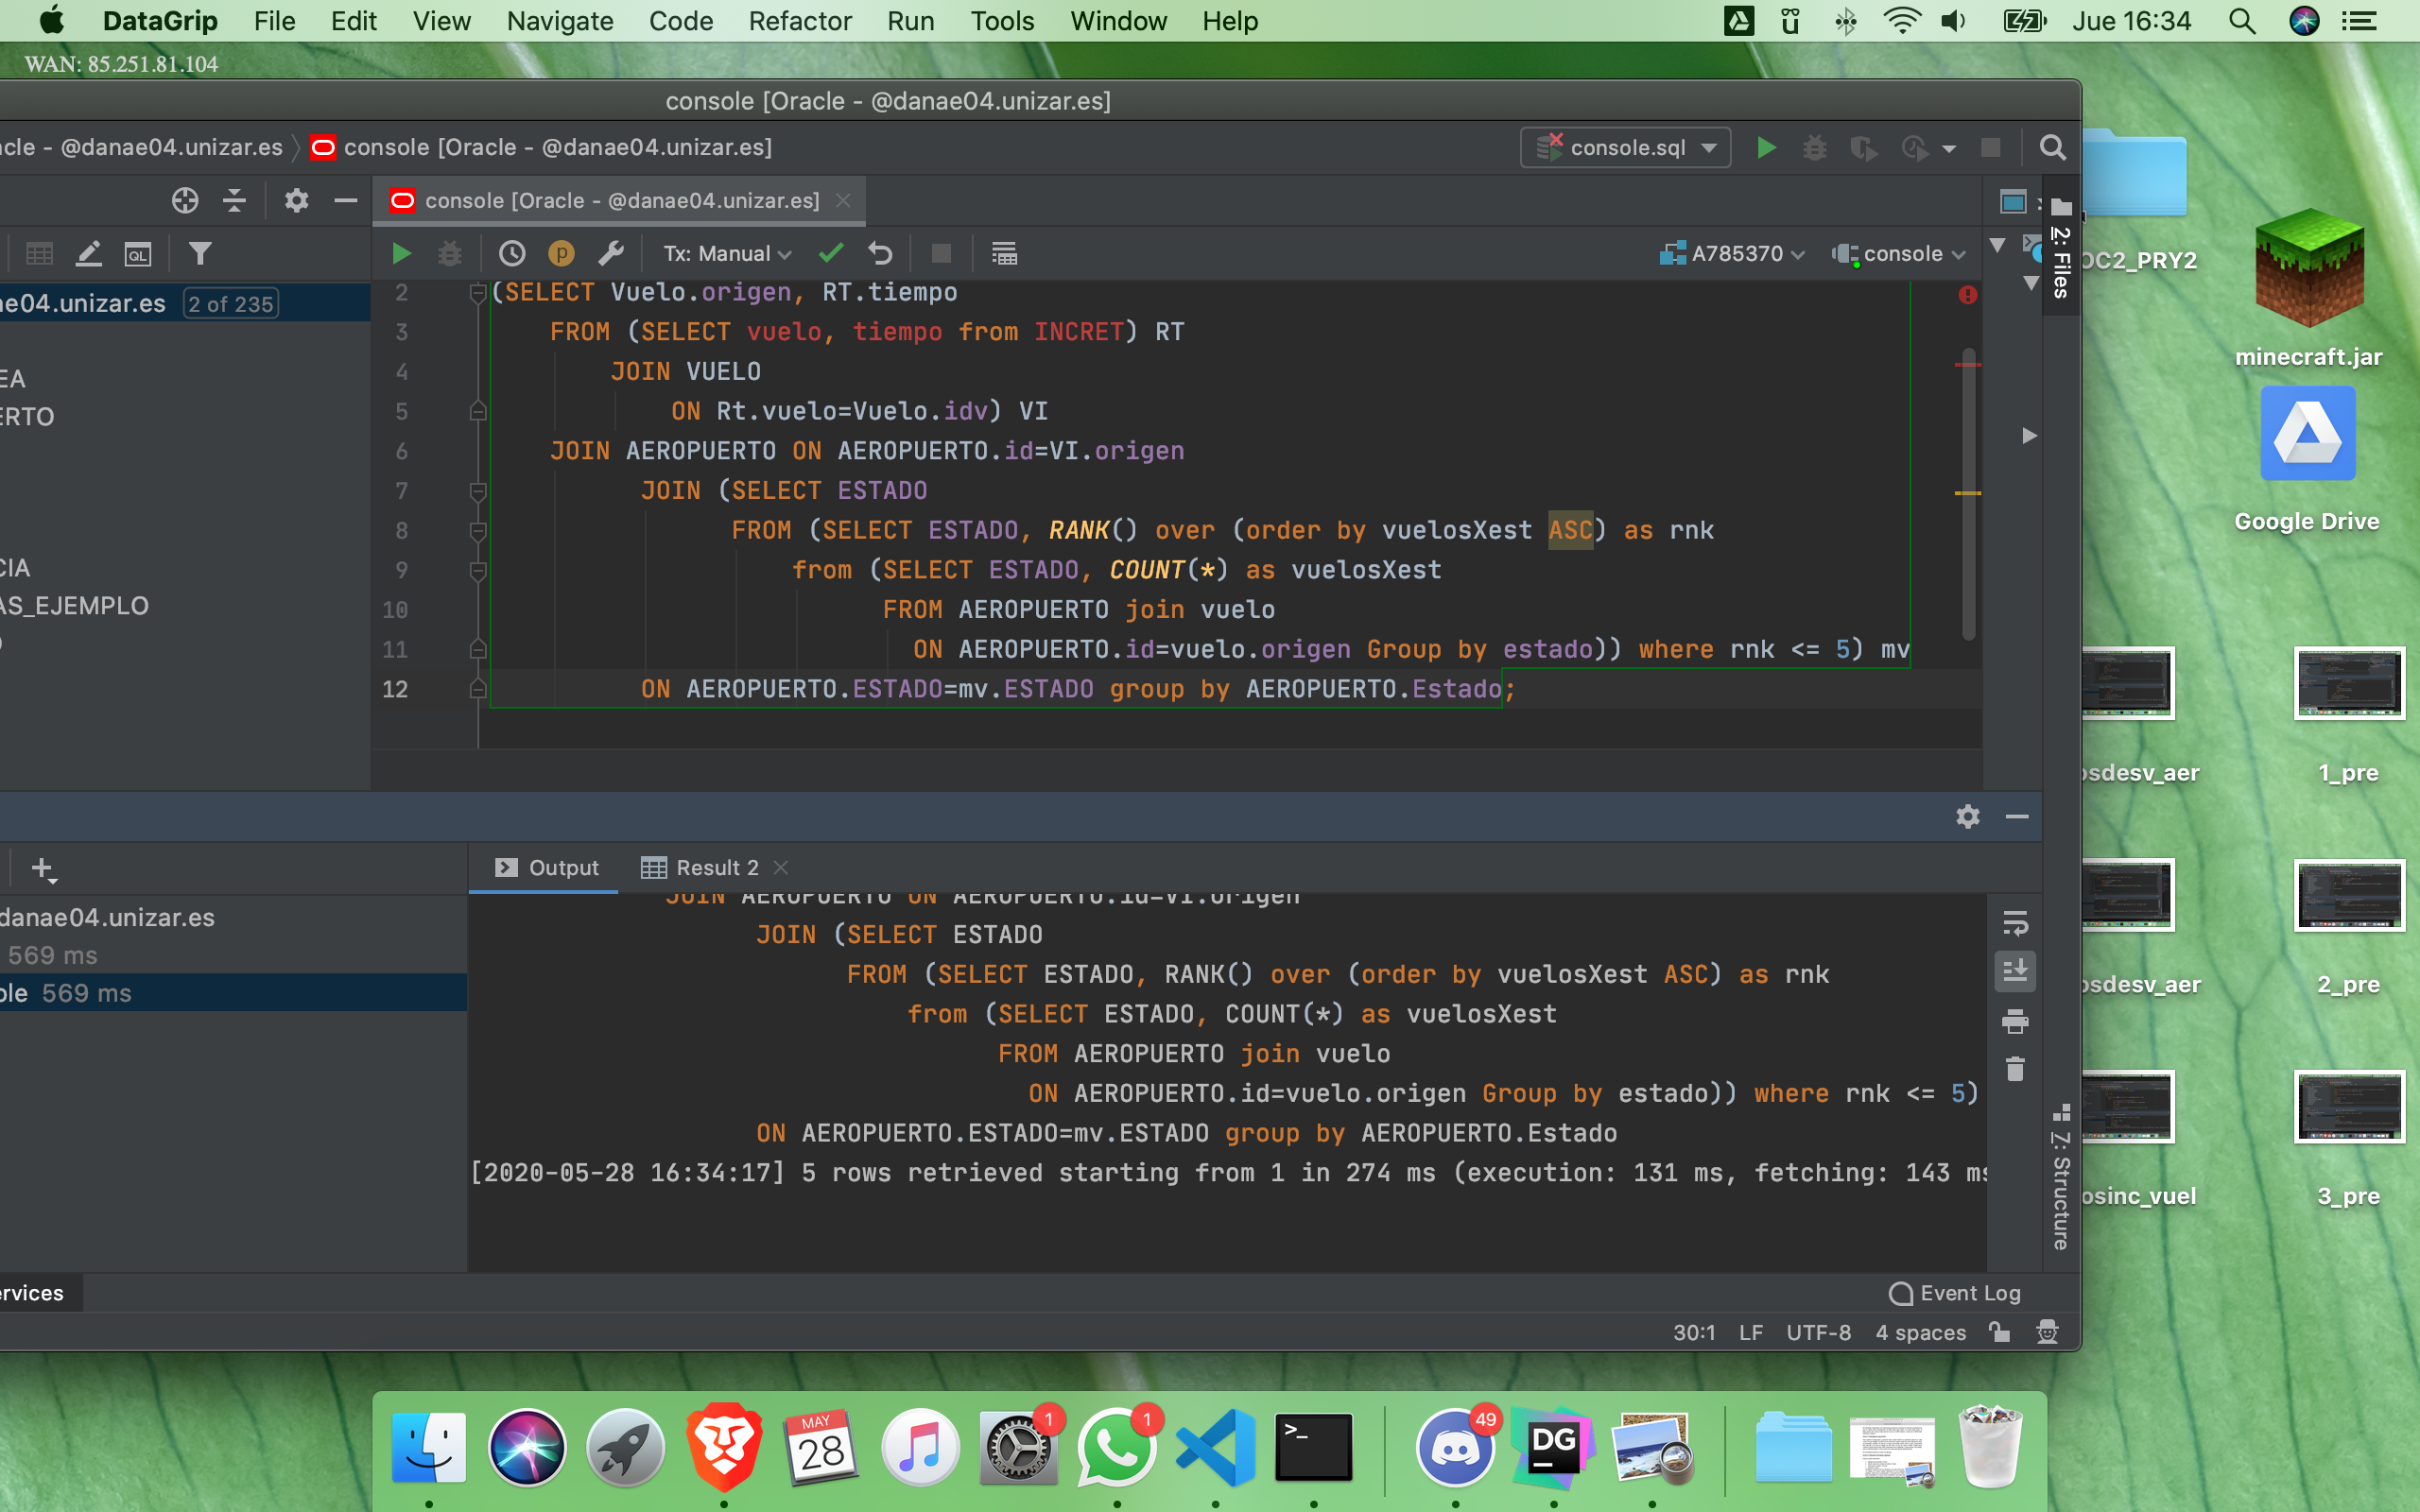 DataGrip File Edit View Navigate Code Refactor Run Tools Window Help Jue 16:34
WAN: 85.251.81.104
console [Oracle - @danae04.unizar.es]
cle - @danae04.unizar.es console [Oracle - @danae04.unizar.es] console.sql
console [Oracle - @danae04.unizar.es]
QL p Tx: Manual A785370 console
ae04.unizar.es 2 of 235
EA
ERTO
CIA
AS_EJEMPLO
2 (SELECT Vuelo.origen, RT.tiempo
3 FROM (SELECT vuelo, tiempo from INCRET) RT
4 JOIN VUELO
5 ON Rt.vuelo=Vuelo.idv) VI
6 JOIN AEROPUERTO ON AEROPUERTO.id=VI.origen
7 JOIN (SELECT ESTADO
8 FROM (SELECT ESTADO, RANK() over (order by vuelosXest ASC) as rnk
9 from (SELECT ESTADO, COUNT(*) as vuelosXest
10 FROM AEROPUERTO join vuelo
11 ON AEROPUERTO.id=vuelo.origen Group by estado)) where rnk <= 5) mv
12 ON AEROPUERTO.ESTADO=mv.ESTADO group by AEROPUERTO.Estado;
2: Files
Output Result 2
danae04.unizar.es
569 ms
ole 569 ms
JOIN AEROPUERTO ON AEROPUERTO.id=VI.origen
JOIN (SELECT ESTADO
FROM (SELECT ESTADO, RANK() over (order by vuelosXest ASC) as rnk
from (SELECT ESTADO, COUNT(*) as vuelosXest
FROM AEROPUERTO join vuelo
ON AEROPUERTO.id=vuelo.origen Group by estado)) where rnk <= 5)
ON AEROPUERTO.ESTADO=mv.ESTADO group by AEROPUERTO.Estado
[2020-05-28 16:34:17] 5 rows retrieved starting from 1 in 274 ms (execution: 131 ms, fetching: 143 ms
7: Structure
ervices Event Log
30:1 LF UTF-8 4 spaces
OC2_PRY2
minecraft.jar
Google Drive
osdesv_aer 1_pre
osdesv_aer 2_pre
osinc_vuel 3_pre
MAY
28
1
1
>_
49
DG